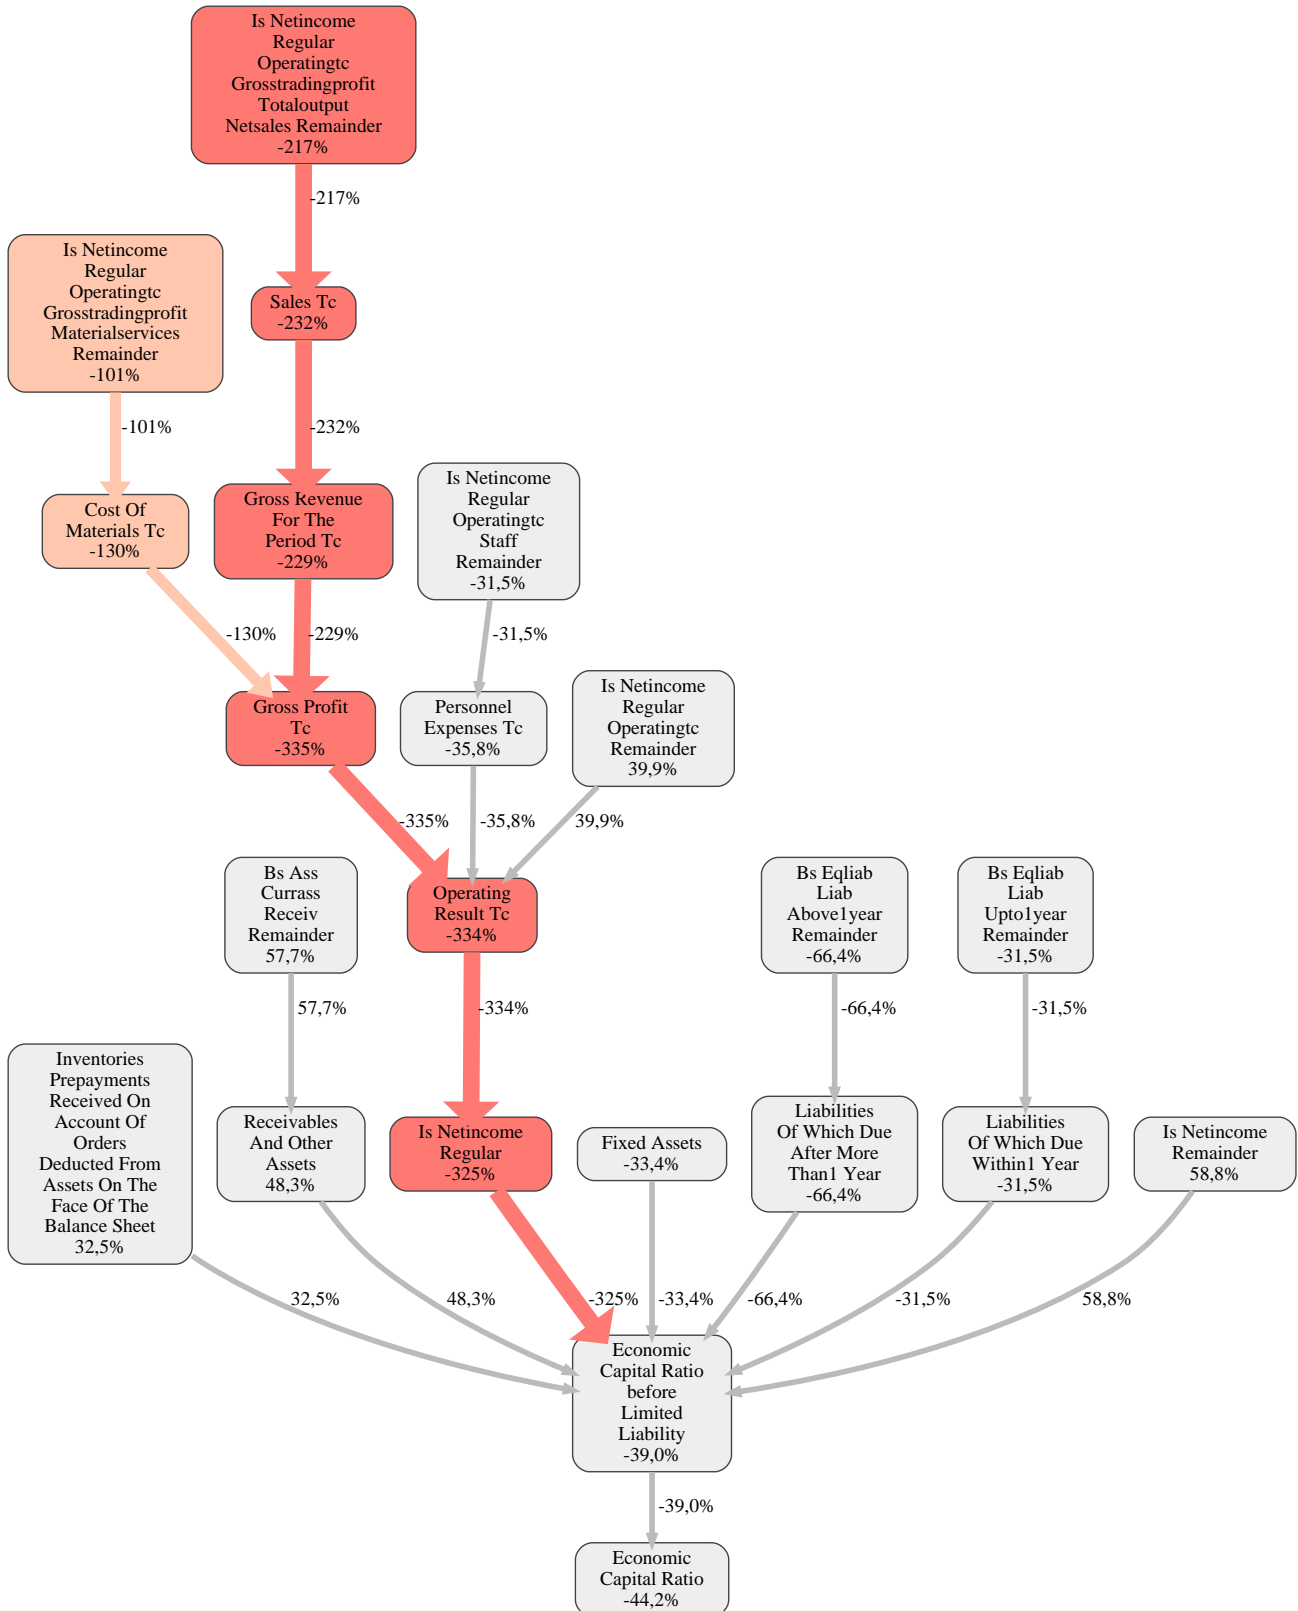 Is Netincome
Regular
Operatingtc
Grosstradingprofit
Totaloutput
Netsales Remainder
-217%
-217%
Is Netincome
Regular
Operatingtc
Grosstradingprofit
Materialservices
Remainder
-101%
Sales Tc
-232%
-101%
-232%
Cost Of
Materials Tc
-130%
Gross Revenue
For The
Period Tc
-229%
Is Netincome
Regular
Operatingtc
Staff
Remainder
-31,5%
-130%
-229%
-31,5%
Gross Profit
Tc
-335%
Personnel
Expenses Tc
-35,8%
Is Netincome
Regular
Operatingtc
Remainder
39,9%
-335%
-35,8%
39,9%
Bs Ass
Currass
Receiv
Remainder
57,7%
Operating
Result Tc
-334%
Bs Eqliab
Liab
Above1year
Remainder
-66,4%
Bs Eqliab
Liab
Upto1year
Remainder
-31,5%
57,7%
-334%
-66,4%
-31,5%
Inventories
Prepayments
Received On
Account Of
Orders
Deducted From
Assets On The
Face Of The
Balance Sheet
32,5%
Receivables
And Other
Assets
48,3%
Is Netincome
Regular
-325%
Fixed Assets
-33,4%
Liabilities
Of Which Due
After More
Than1 Year
-66,4%
Liabilities
Of Which Due
Within1 Year
-31,5%
Is Netincome
Remainder
58,8%
32,5%
48,3%
-325%
-33,4%
-66,4%
-31,5%
58,8%
Economic
Capital Ratio
before
Limited
Liability
-39,0%
-39,0%
Economic
Capital Ratio
-44,2%